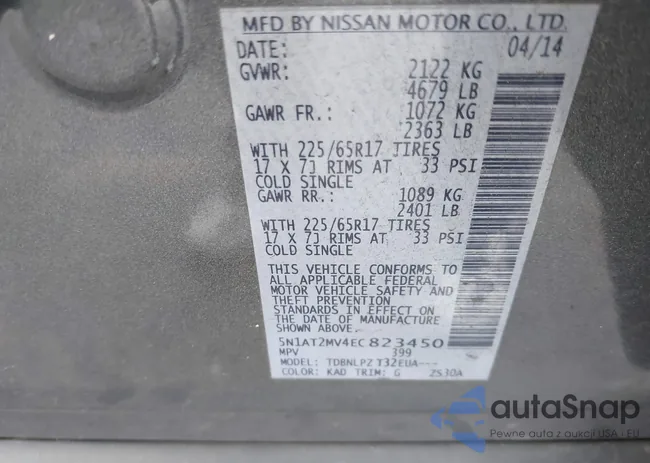 MFD BY NISSAN MOTOR CO., LTD.
DATE: 04/14
GVWR: 2122 KG
4679 LB
GAWR FR.: 1072 KG
2363 LB
WITH 225/65R17 TIRES
17 X 7J RIMS AT 33 PSI
COLD SINGLE
GAWR RR.: 1089 KG
2401 LB
WITH 225/65R17 TIRES
17 X 7J RIMS AT 33 PSI
COLD SINGLE
THIS VEHICLE CONFORMS TO
ALL APPLICABLE FEDERAL
MOTOR VEHICLE SAFETY AND
THEFT PREVENTION
STANDARDS IN EFFECT ON
THE DATE OF MANUFACTURE
SHOWN ABOVE
5N1AT2MV4EC823450
MPV 399
MODEL: TDBNLPZ T32EUA---
COLOR: KAD TRIM: G 2S30A
autaSnap
Pewne auta z aukcji USA - EU